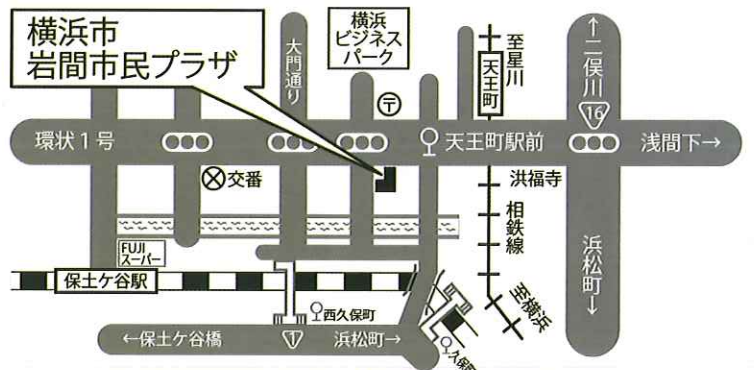 横浜市
岩間市民プラザ
大門通り
横浜
ビジネス
パーク
〒
至星川
天王町
←二俣川
16
環状1号
天王町駅前
浅間下→
交番
洪福寺
相鉄線
浜松町→
FUJI
スーパー
保土ケ谷駅
西久保町
至横浜
←保土ケ谷橋
1
浜松町→
久保町